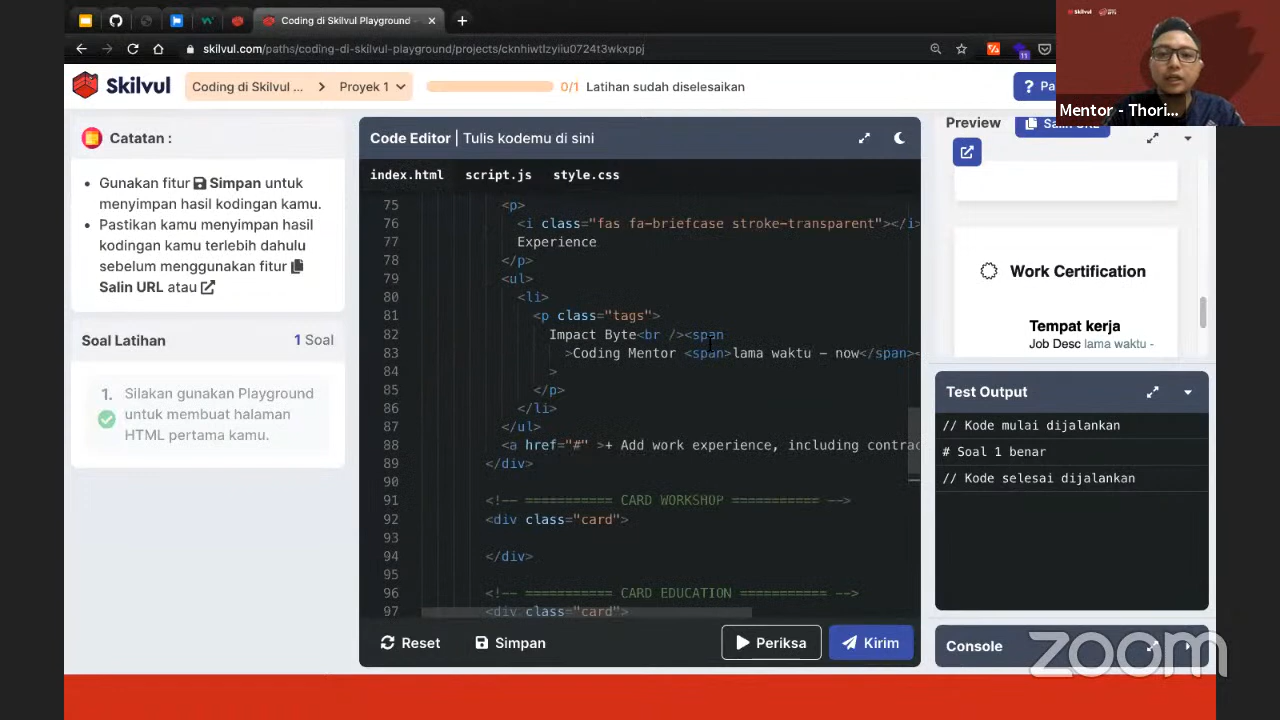 Coding di Skilvul Playground –
skilvul.com/paths/coding-di-skilvul-playground/projects/cknhiwtlzyiiu0724t3wkxppj
11
Skilvul
Mentor - Thori...
Skilvul
Coding di Skilvul ...
Proyek 1
0/1 Latihan sudah diselesaikan
? Pa
Catatan :
Gunakan fitur Simpan untuk
menyimpan hasil kodingan kamu.
Pastikan kamu menyimpan hasil
kodingan kamu terlebih dahulu
sebelum menggunakan fitur
Salin URL atau
Soal Latihan
1 Soal
1. Silakan gunakan Playground
untuk membuat halaman
HTML pertama kamu.
Code Editor | Tulis kodemu di sini
index.html script.js style.css
75 <p>
76 <i class="fas fa-briefcase stroke-transparent"></i
77 Experience
78 </p>
79 <ul>
80 <li>
81 <p class="tags">
82 Impact Byte<br /><span
83 >Coding Mentor <span>lama waktu – now</span><
84 >
85 </p>
86 </li>
87 </ul>
88 <a href="#" >+ Add work experience, including contrac
89 </div>
90
91 <!-- =========== CARD WORKSHOP =========== -->
92 <div class="card">
93
94 </div>
95
96 <!-- =========== CARD EDUCATION =========== -->
97 <div class="card">
Reset
Simpan
Periksa
Kirim
Preview
Salin URL
Work Certification
Tempat kerja
Job Desc lama waktu -
Test Output
// Kode mulai dijalankan
# Soal 1 benar
// Kode selesai dijalankan
Console
zoom